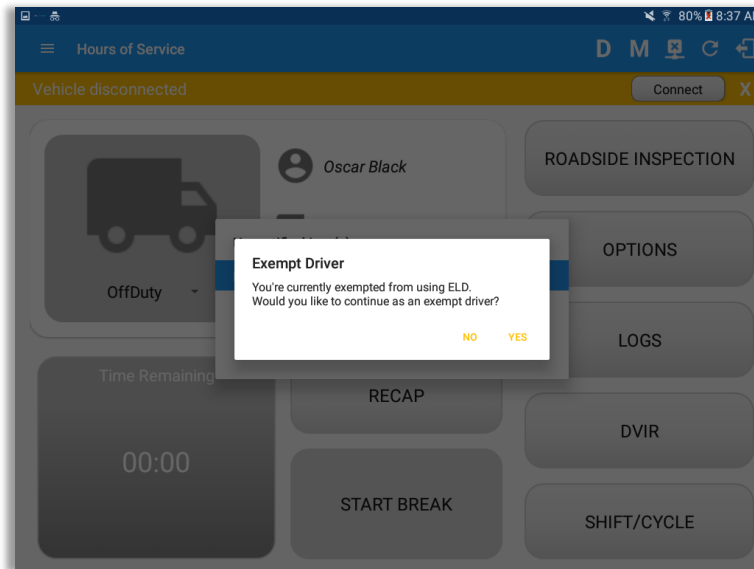 80% 8:37 AM
Hours of Service
D M
Vehicle disconnected
Connect X
Oscar Black
ROADSIDE INSPECTION
OPTIONS
Exempt Driver
You're currently exempted from using ELD.
Would you like to continue as an exempt driver?
NO YES
OffDuty
LOGS
Time Remaining
RECAP
DVIR
00:00
START BREAK
SHIFT/CYCLE